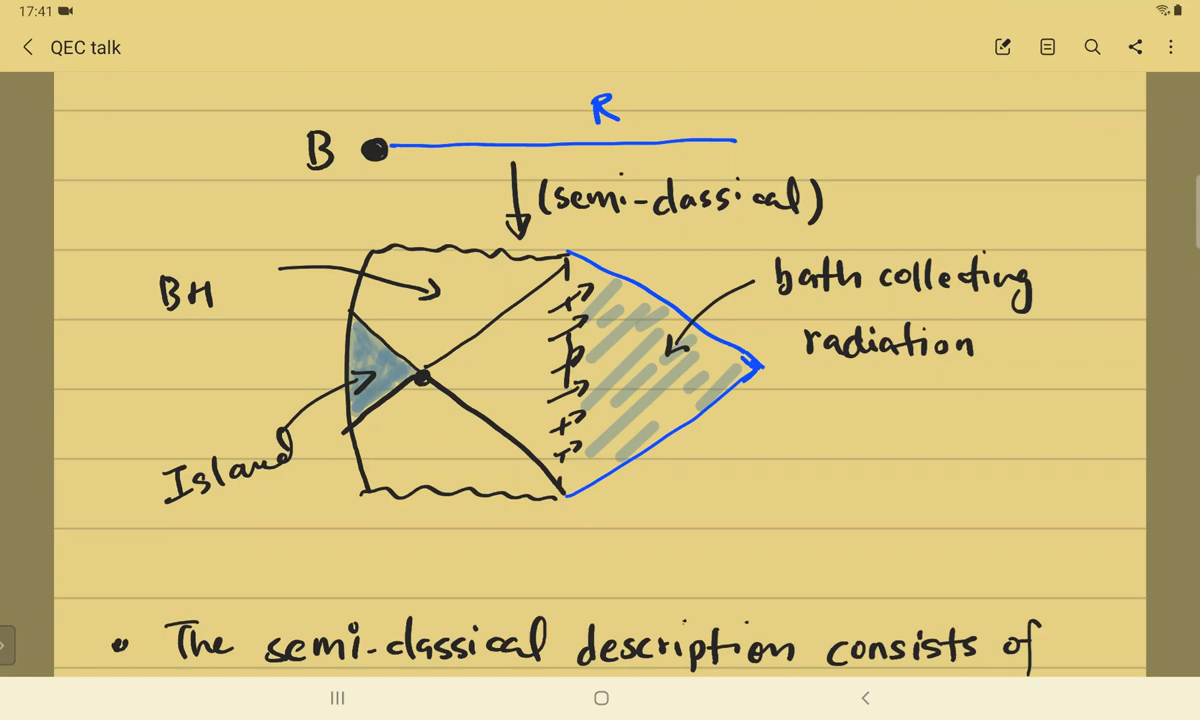 17:41
QEC talk
R
B
(semi-classical)
BH
bath collecting
radiation
Island
• The semi-classical description consists of